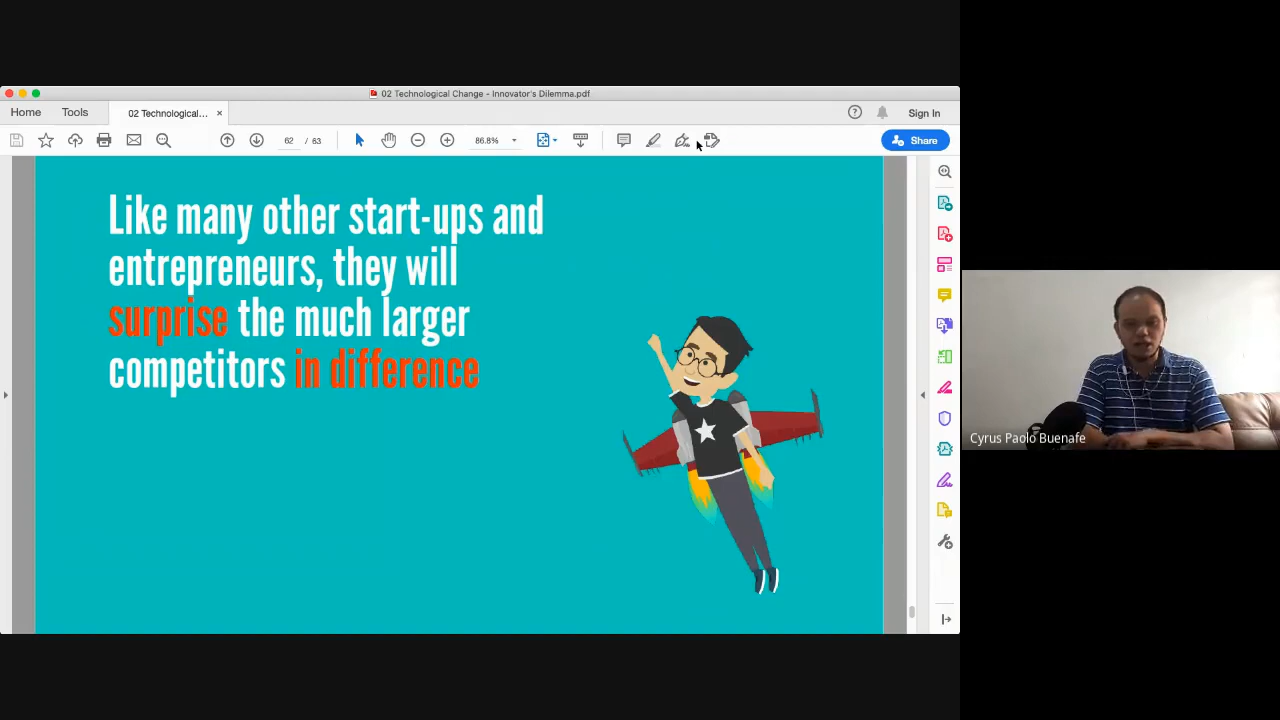 02 Technological Change - Innovator's Dilemma.pdf
Home
Tools
02 Technological...
×
Sign In
62 / 63
86.8%
Share
Like many other start-ups and
entrepreneurs, they will
surprise the much larger
competitors in difference
Cyrus Paolo Buenafe